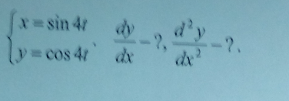 {x = sin 4t
{y = cos 4t. dy/dx - ?, d²y/dx² - ?.